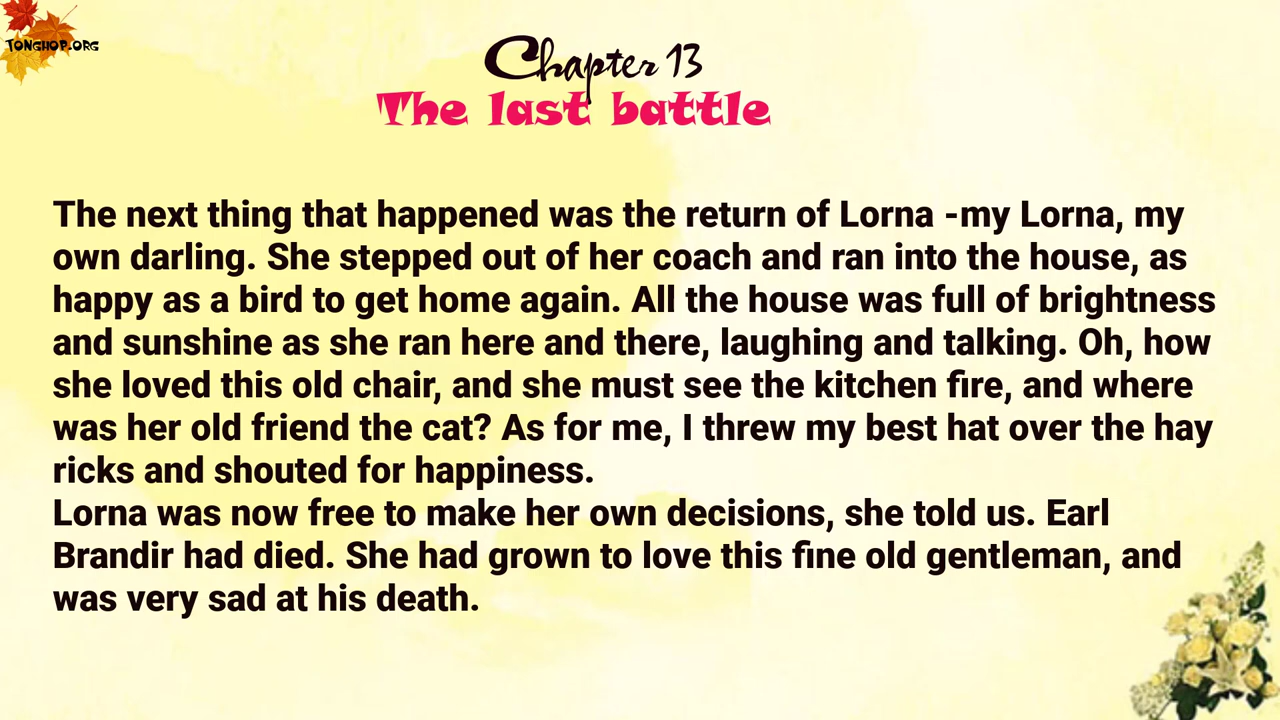 TONGHOP.ORG
Chapter 13
The last battle
The next thing that happened was the return of Lorna -my Lorna, my
own darling. She stepped out of her coach and ran into the house, as
happy as a bird to get home again. All the house was full of brightness
and sunshine as she ran here and there, laughing and talking. Oh, how
she loved this old chair, and she must see the kitchen fire, and where
was her old friend the cat? As for me, I threw my best hat over the hay
ricks and shouted for happiness.
Lorna was now free to make her own decisions, she told us. Earl
Brandir had died. She had grown to love this fine old gentleman, and
was very sad at his death.